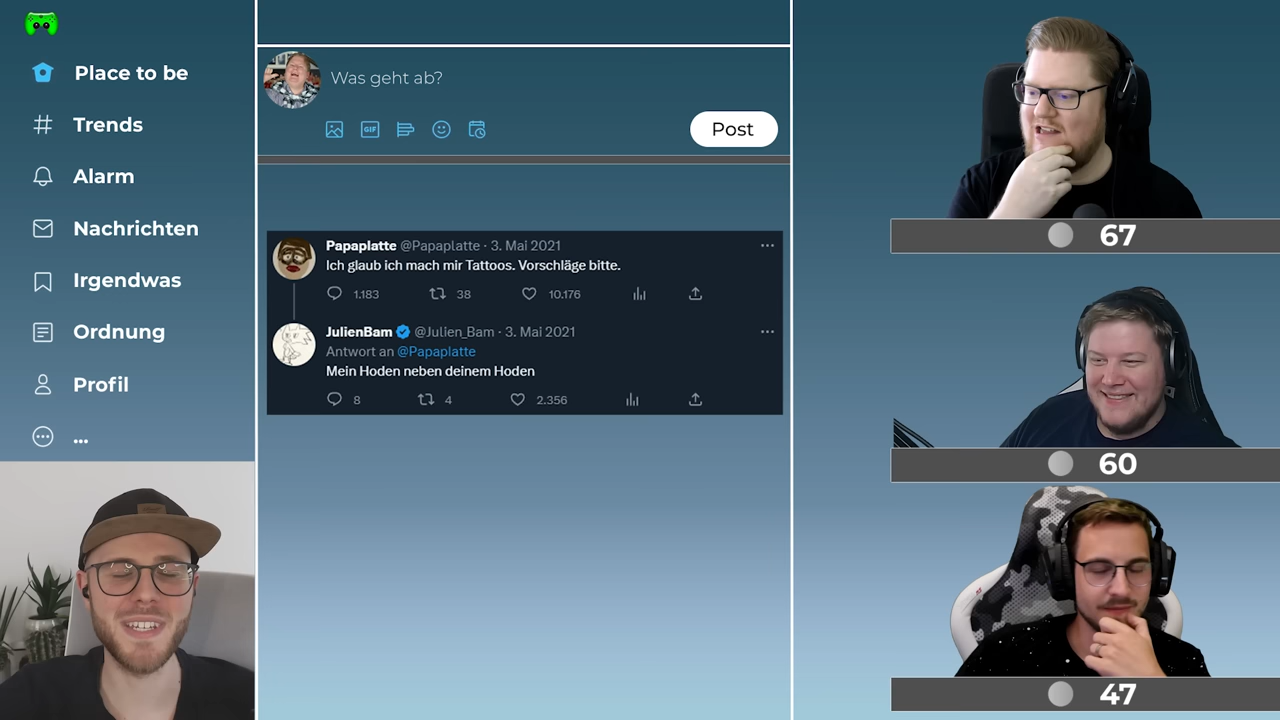 Place to be
Trends
Alarm
Nachrichten
Irgendwas
Ordnung
Profil
...
Was geht ab?
GIF
Post
Papaplatte @Papaplatte · 3. Mai 2021
Ich glaub ich mach mir Tattoos. Vorschläge bitte.
1.183 38 10.176
JulienBam @Julien_Bam · 3. Mai 2021
Antwort an @Papaplatte
Mein Hoden neben deinem Hoden
8 4 2.356
67
60
47